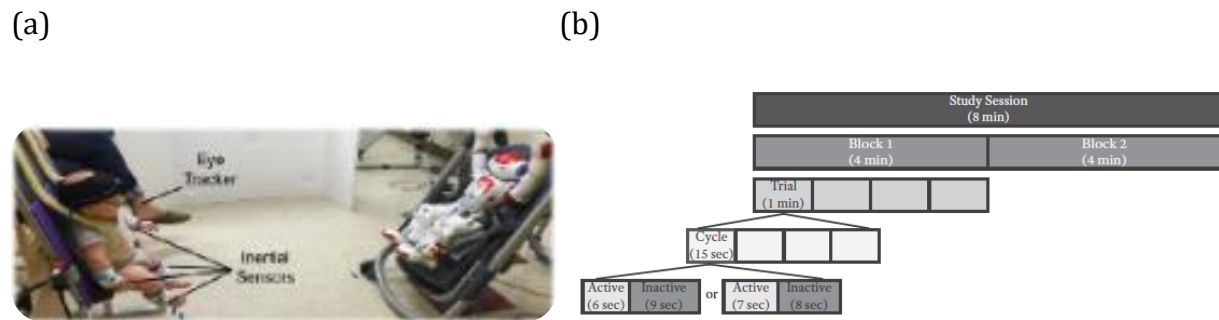 (a)
(b)
Eye
Tracker
Inertial
Sensors
Study Session
(8 min)
Block 1
(4 min)
Block 2
(4 min)
Trial
(1 min)
Cycle
(15 sec)
Active
(6 sec)
Inactive
(9 sec)
or
Active
(7 sec)
Inactive
(8 sec)